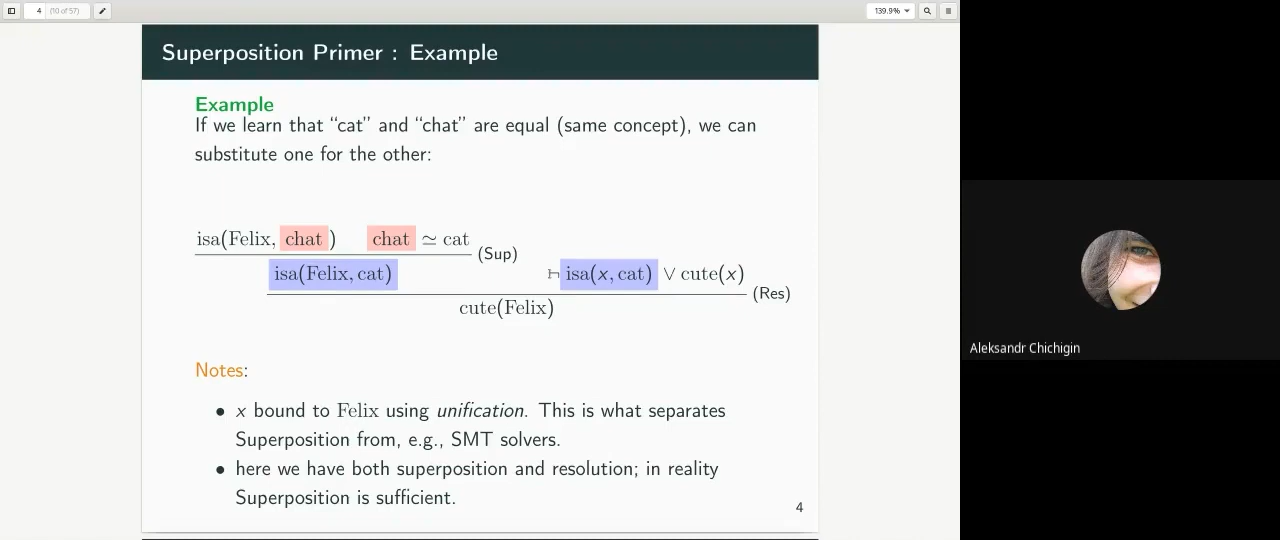 4 (10 of 57) 139.9%
Superposition Primer : Example
Example
If we learn that “cat” and “chat” are equal (same concept), we can
substitute one for the other:
isa(Felix, chat ) chat ≃ cat (Sup)
isa(Felix, cat) isa(x, cat) ∨ cute(x) (Res)
cute(Felix)
Notes:
• x bound to Felix using unification. This is what separates
Superposition from, e.g., SMT solvers.
• here we have both superposition and resolution; in reality
Superposition is sufficient.
4
Aleksandr Chichigin